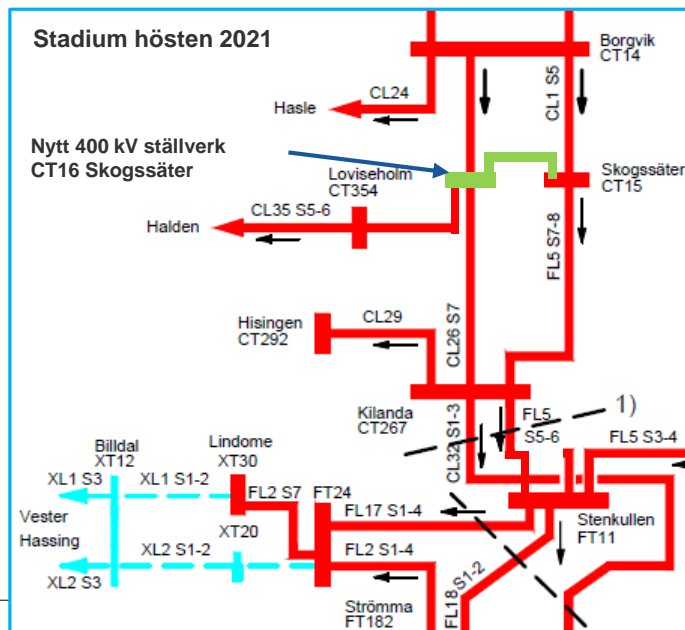 Stadium hösten 2021
Borgvik
CT14
CL24
CL1 S5
Hasle
Nytt 400 kV ställverk
CT16 Skogssäter
Loviseholm
CT354
Skogssäter
CT15
CL35 S5-6
Halden
FL5 S7-8
CL29
CL26 S7
Hisingen
CT292
Kilanda
CT267
1)
CL32 S1-3
FL5
S5-6
FL5 S3-4
Billdal
XT12
Lindome
XT30
XL1 S3
XL1 S1-2
FL2 S7
FT24
FL17 S1-4
Vester
Hassing
XT20
Stenkullen
FT11
XL2 S3
XL2 S1-2
FL2 S1-4
FL18 S1-2
Strömma
FT182